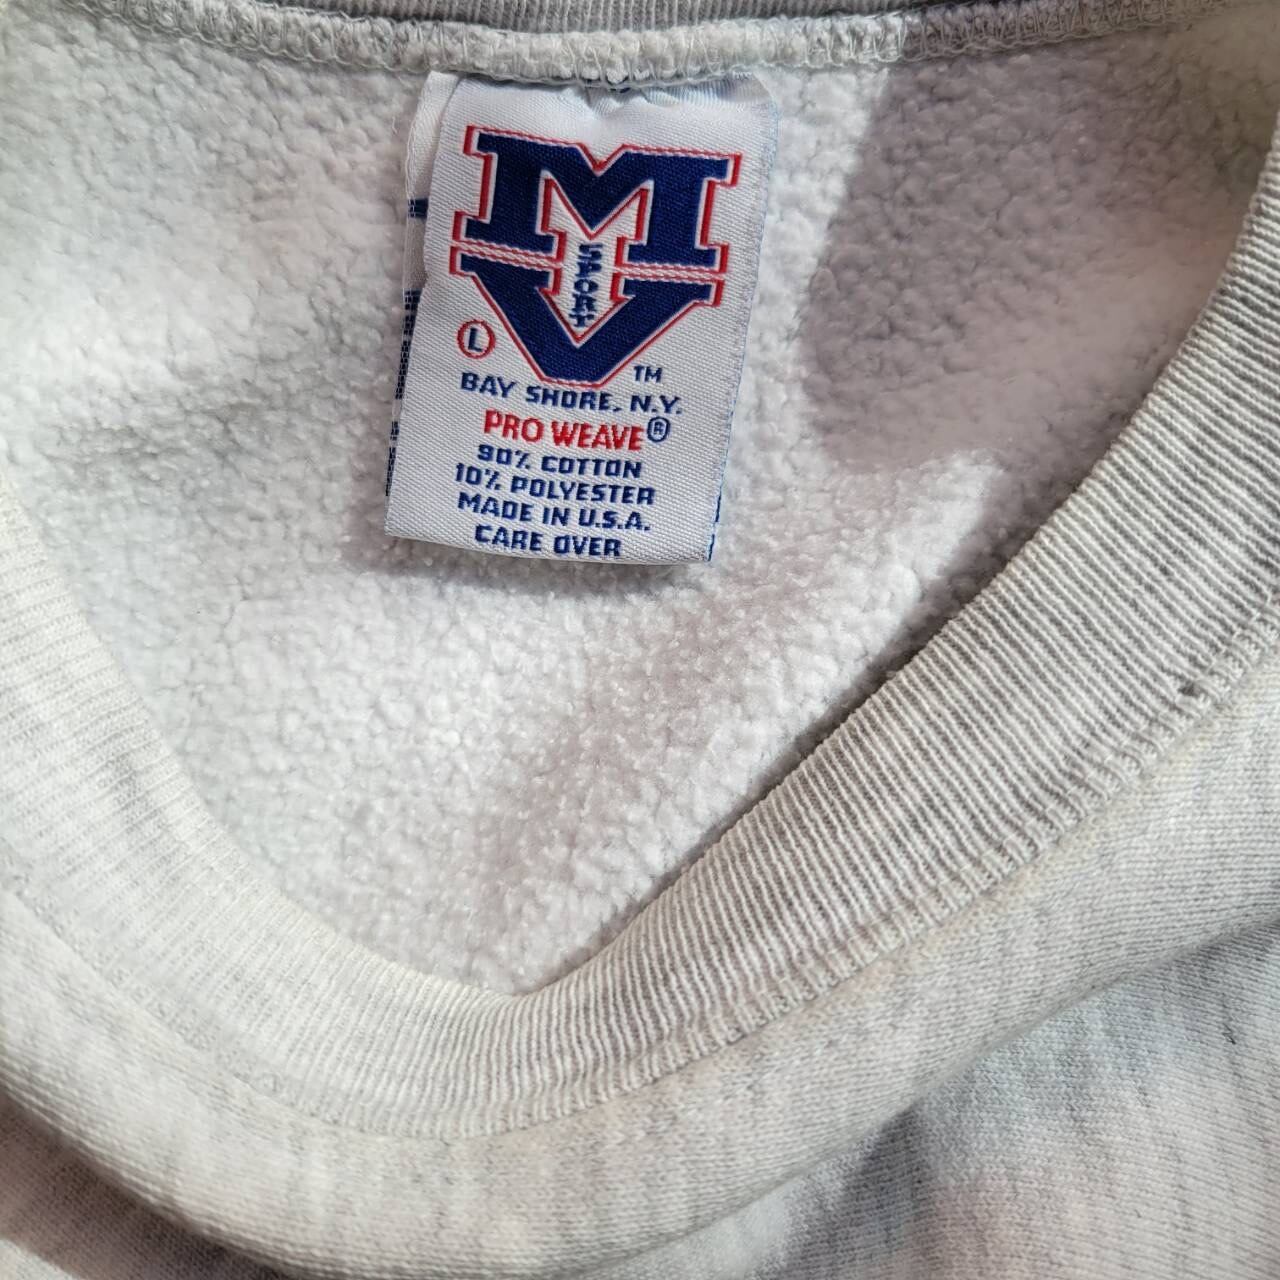 MV
SPORT
L
TM
BAY SHORE, N.Y.
PRO WEAVE®
90% COTTON
10% POLYESTER
MADE IN U.S.A.
CARE OVER